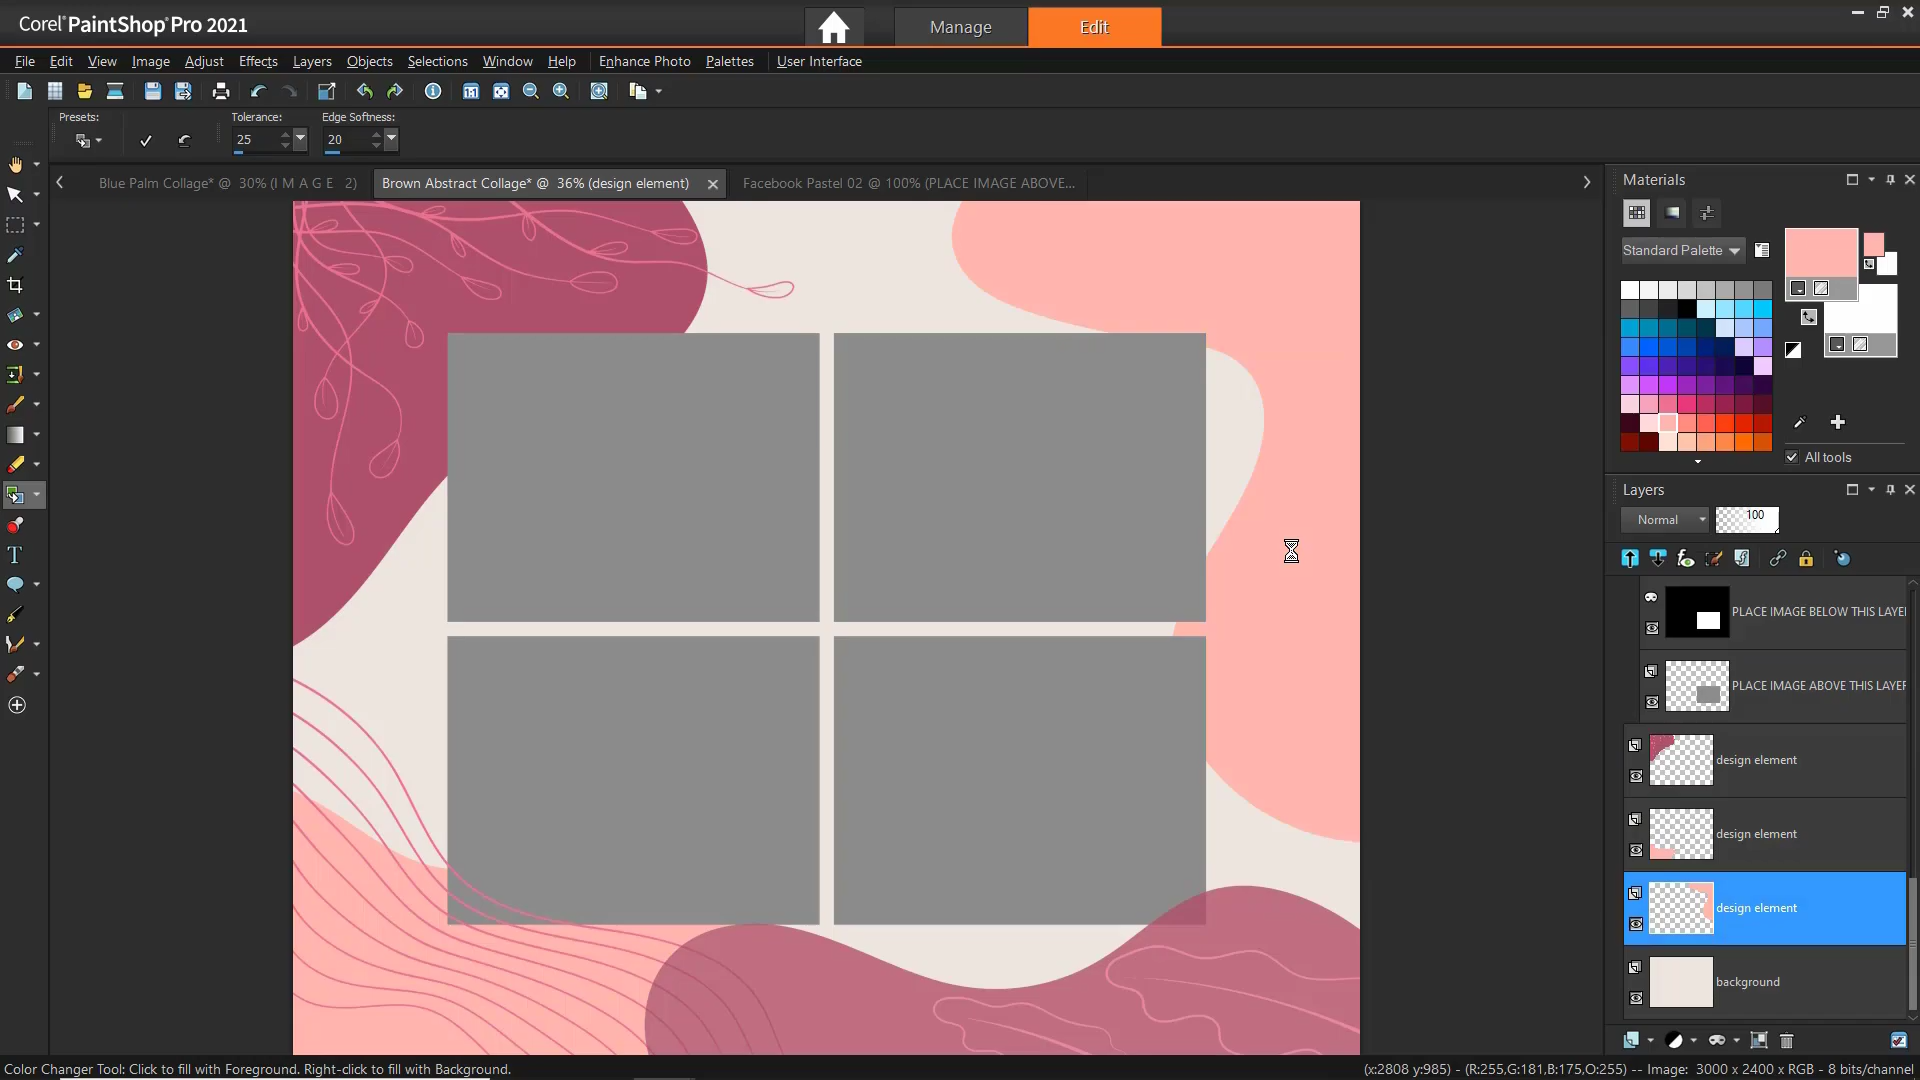 Corel® PaintShop® Pro 2021
Manage
Edit
File Edit View Image Adjust Effects Layers Objects Selections Window Help Enhance Photo Palettes User Interface
Presets:
Tolerance:
Edge Softness:
25
20
Blue Palm Collage* @ 30% (I M A G E 2)
Brown Abstract Collage* @ 36% (design element)
Facebook Pastel 02 @ 100% (PLACE IMAGE ABOVE...
Materials
Standard Palette
All tools
Layers
Normal
100
PLACE IMAGE BELOW THIS LAYE
PLACE IMAGE ABOVE THIS LAYER
design element
design element
design element
background
Color Changer Tool: Click to fill with Foreground. Right-click to fill with Background.
(x:2808 y:985) - (R:255,G:181,B:175,O:255) -- Image: 3000 x 2400 x RGB - 8 bits/channel